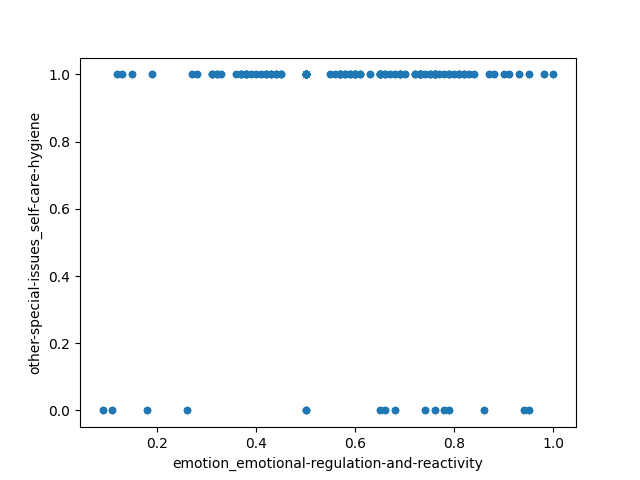 1.0
0.8
0.6
0.4
0.2
0.0
other-special-issues_self-care-hygiene
0.2 0.4 0.6 0.8 1.0
emotion_emotional-regulation-and-reactivity